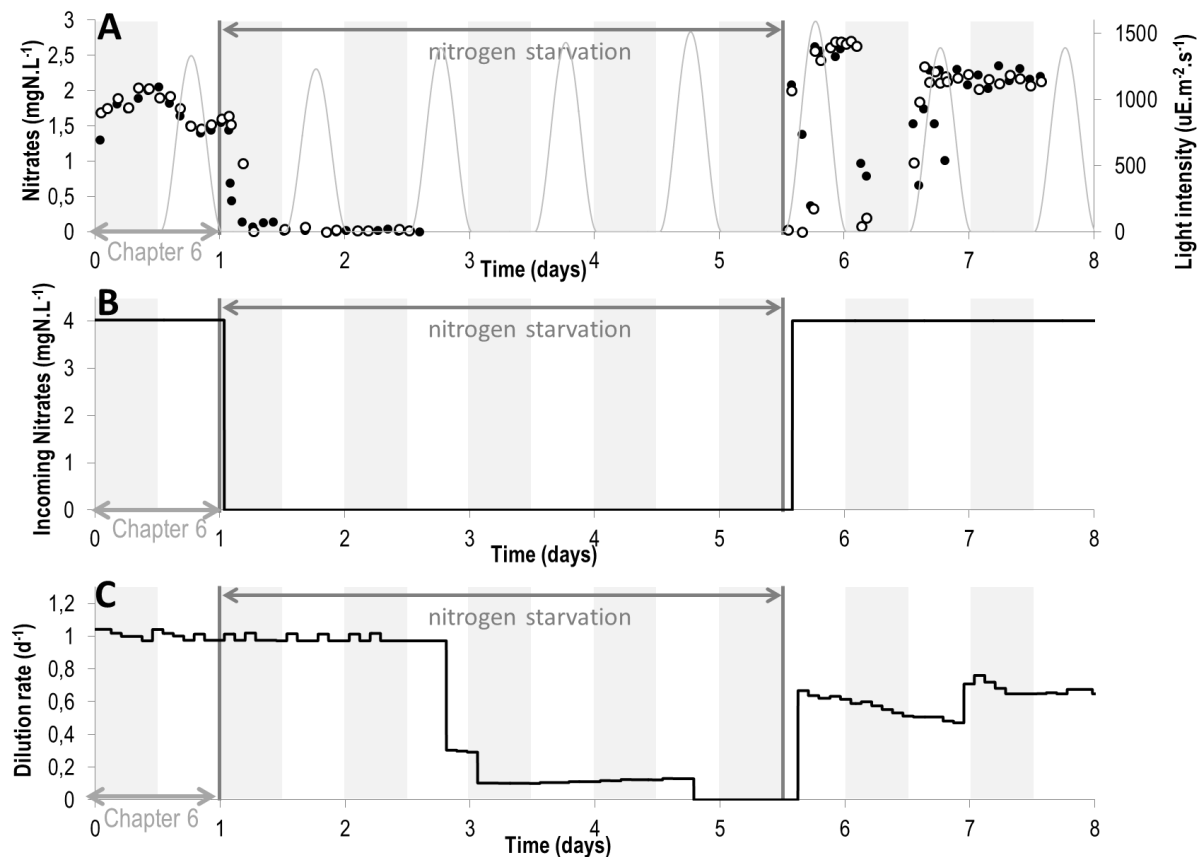 A
Nitrates (mgN.L-1)
3
2,5
2
1,5
1
0,5
0
nitrogen starvation
Chapter 6
1500
1000
500
0
Light intensity (uE.m-2.s-1)
0 1 2 3 4 5 6 7 8
Time (days)
B
Incoming Nitrates (mgN.L-1)
4
3
2
1
0
nitrogen starvation
Chapter 6
0 1 2 3 4 5 6 7 8
Time (days)
C
Dilution rate (d-1)
1,2
1
0,8
0,6
0,4
0,2
0
nitrogen starvation
Chapter 6
0 1 2 3 4 5 6 7 8
Time (days)